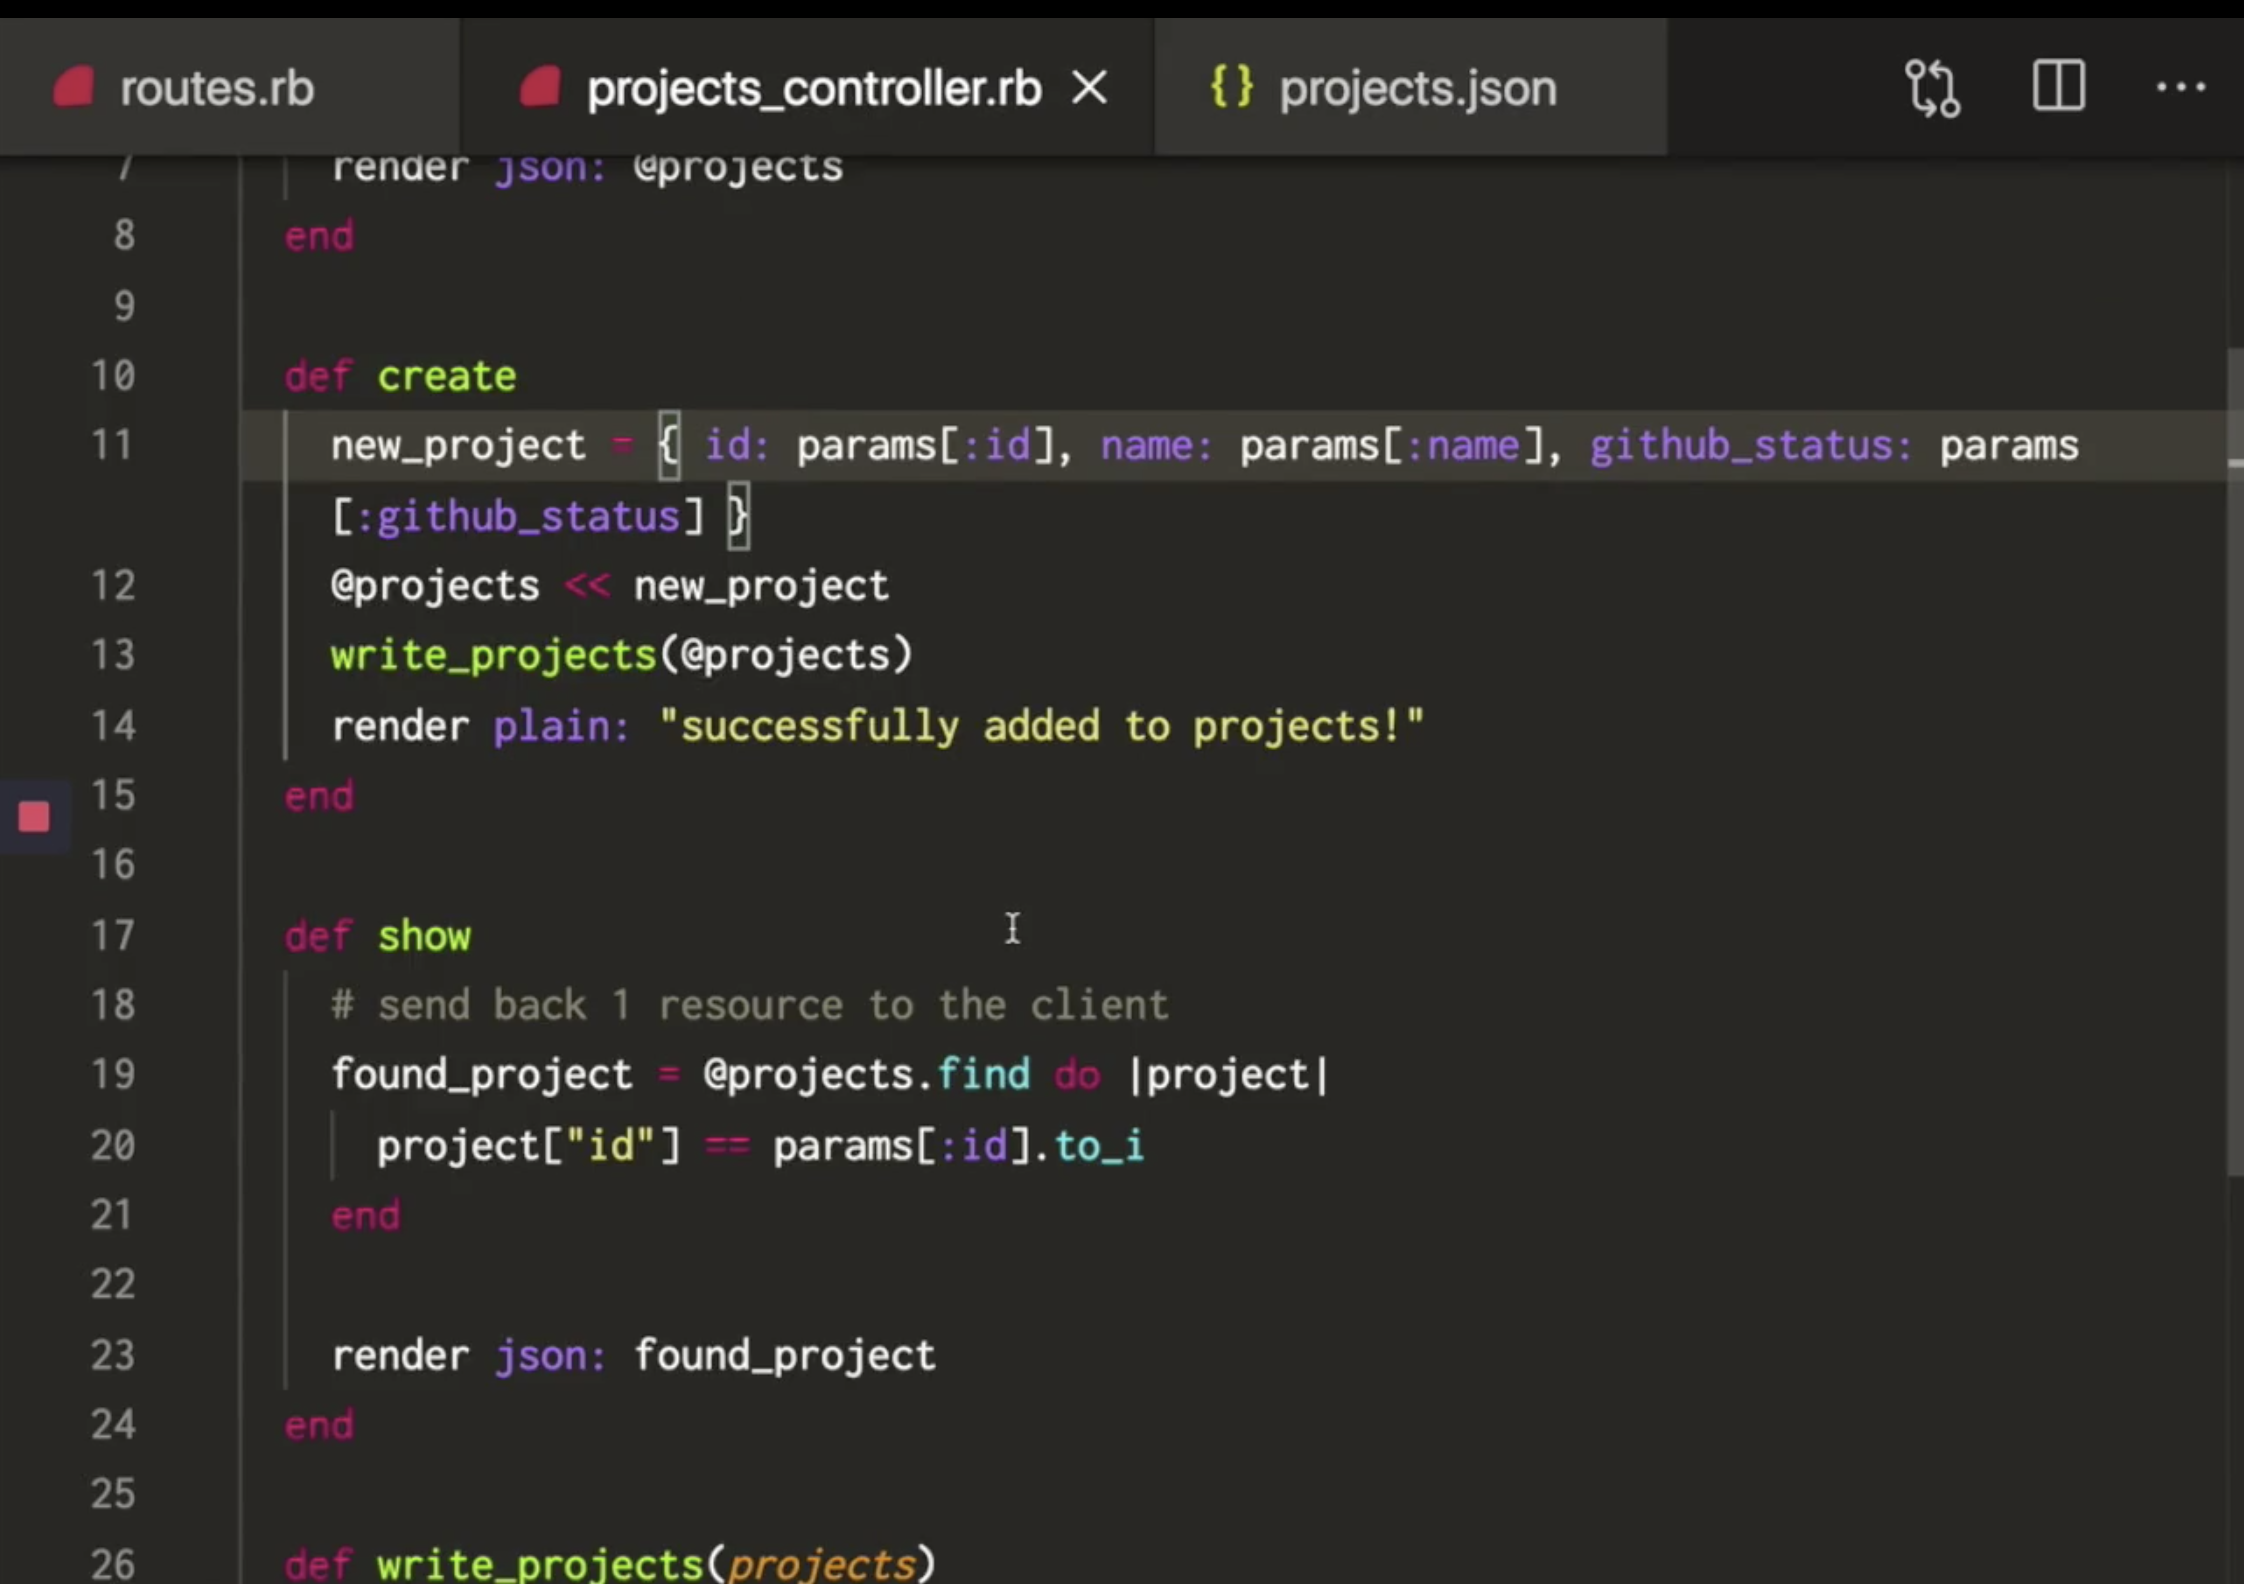 routes.rb projects_controller.rb {} projects.json
7 render json: @projects
8 end
9
10 def create
11 new_project = { id: params[:id], name: params[:name], github_status: params
[:github_status] }
12 @projects << new_project
13 write_projects(@projects)
14 render plain: "successfully added to projects!"
15 end
16
17 def show
18 # send back 1 resource to the client
19 found_project = @projects.find do |project|
20 project["id"] == params[:id].to_i
21 end
22
23 render json: found_project
24 end
25
26 def write_projects(projects)